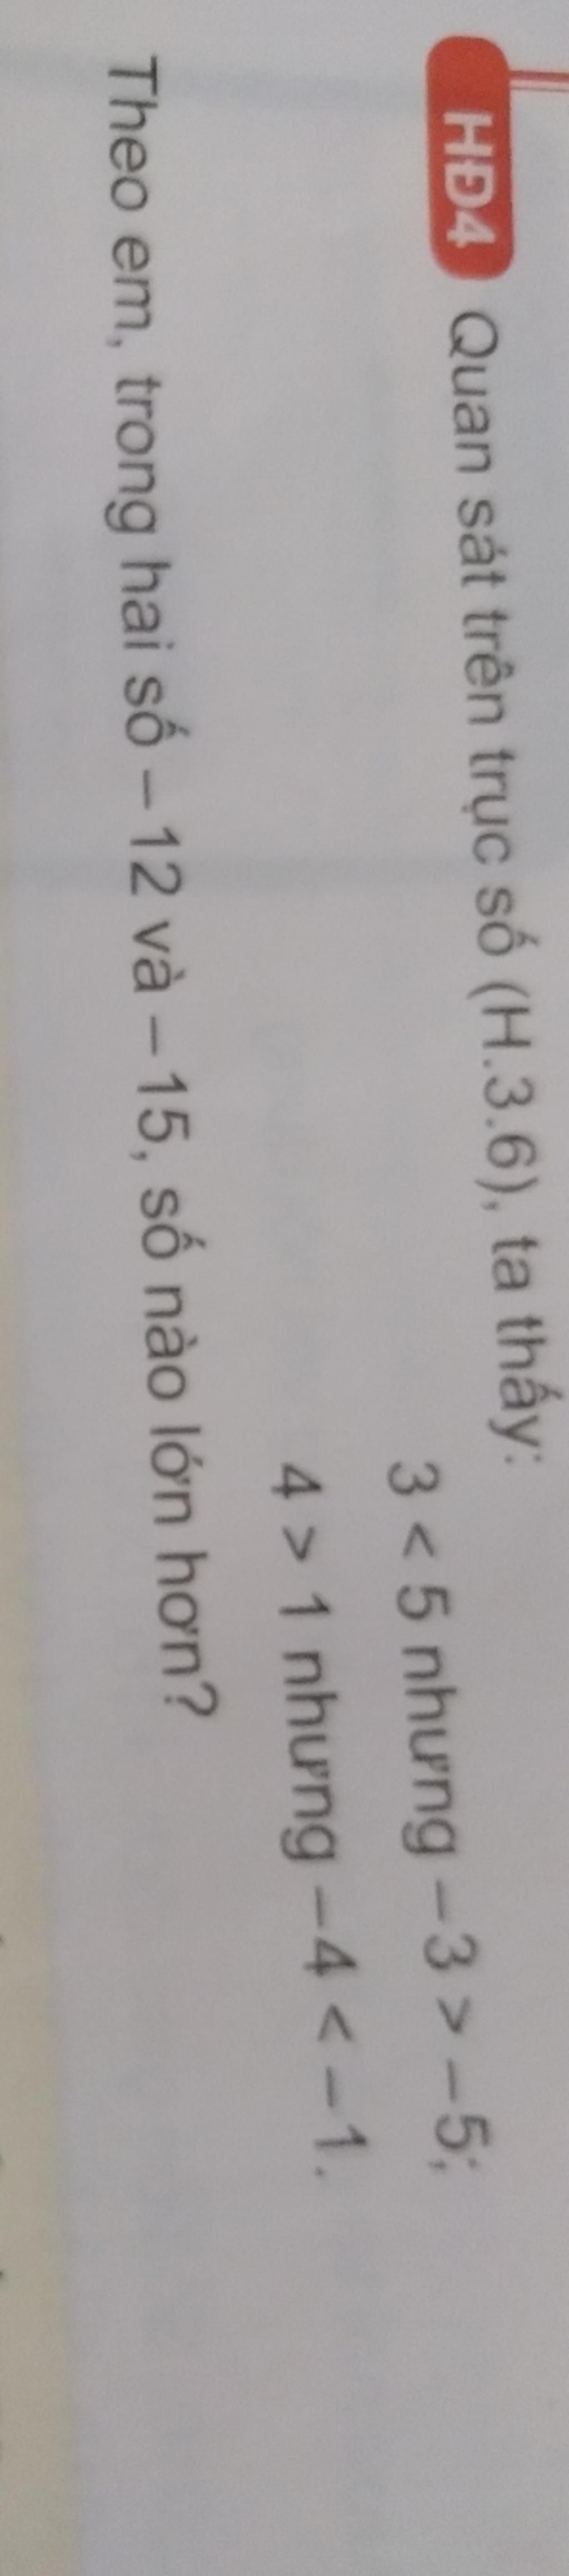 HĐ4 Quan sát trên trục số (H.3.6), ta thấy:
3 < 5 nhưng –3 > –5;
4 > 1 nhưng –4 < –1.
Theo em, trong hai số –12 và –15, số nào lớn hơn?